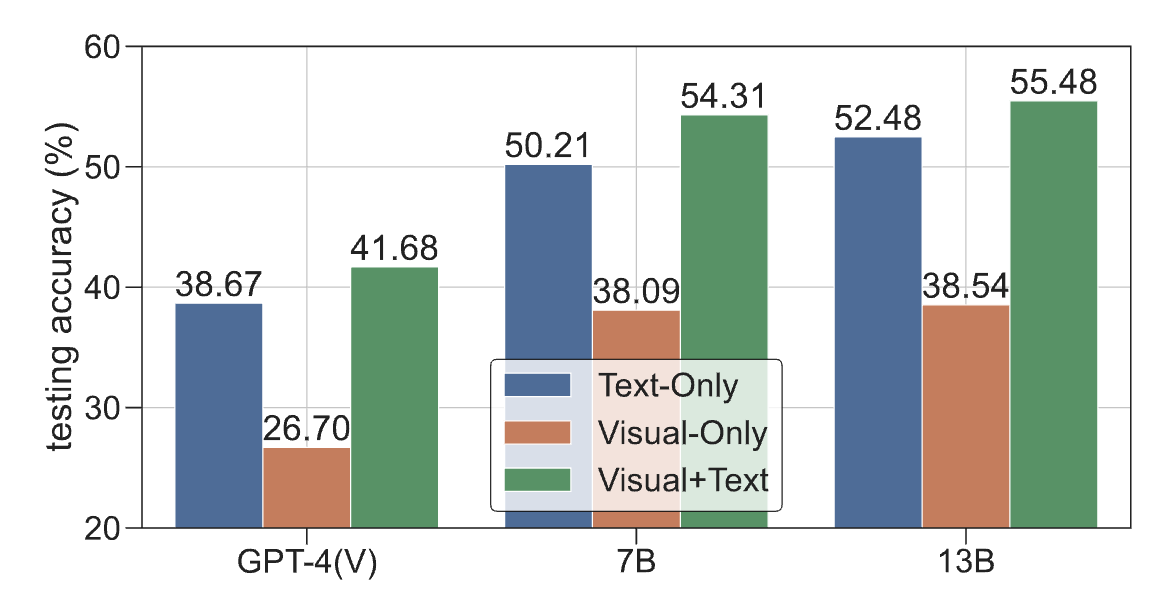 60
50
40
30
20
testing accuracy (%)
38.67
26.70
41.68
50.21
38.09
54.31
52.48
38.54
55.48
Text-Only
Visual-Only
Visual+Text
GPT-4(V)
7B
13B